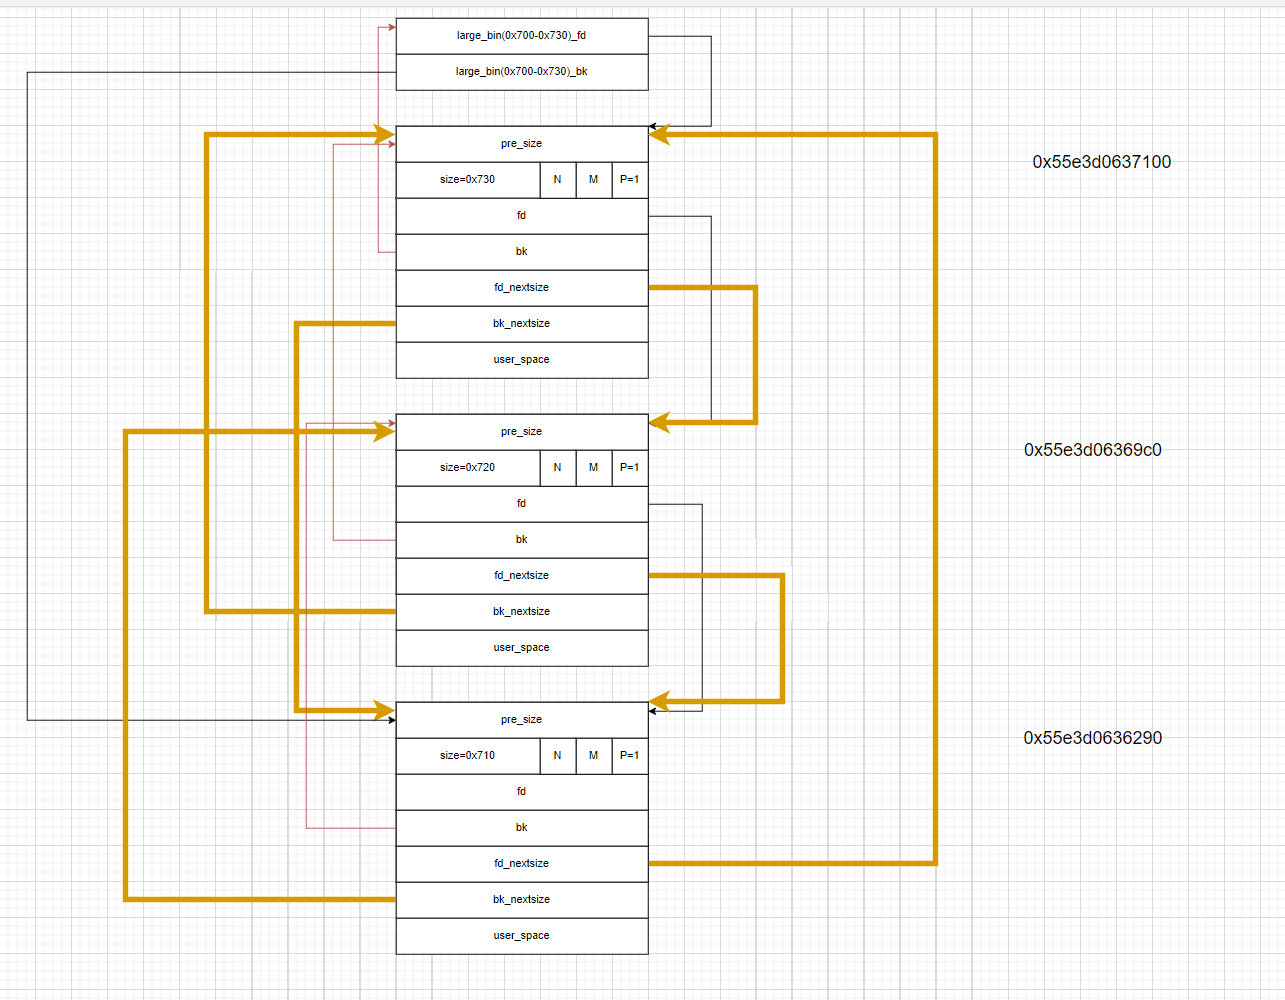 large_bin(0x700-0x730)_fd
large_bin(0x700-0x730)_bk
pre_size
0x55e3d0637100
size=0x730 N M P=1
fd
bk
fd_nextsize
bk_nextsize
user_space
pre_size
0x55e3d06369c0
size=0x720 N M P=1
fd
bk
fd_nextsize
bk_nextsize
user_space
pre_size
0x55e3d0636290
size=0x710 N M P=1
fd
bk
fd_nextsize
bk_nextsize
user_space